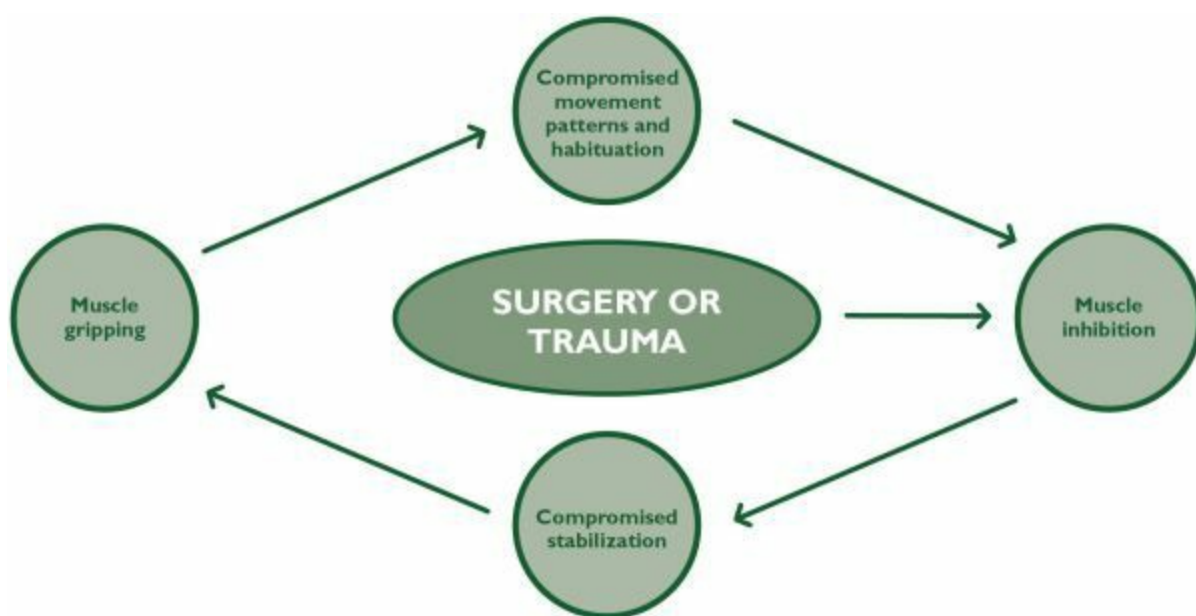 Compromised
movement
patterns and
habituation
Muscle
gripping
SURGERY OR
TRAUMA
Muscle
inhibition
Compromised
stabilization